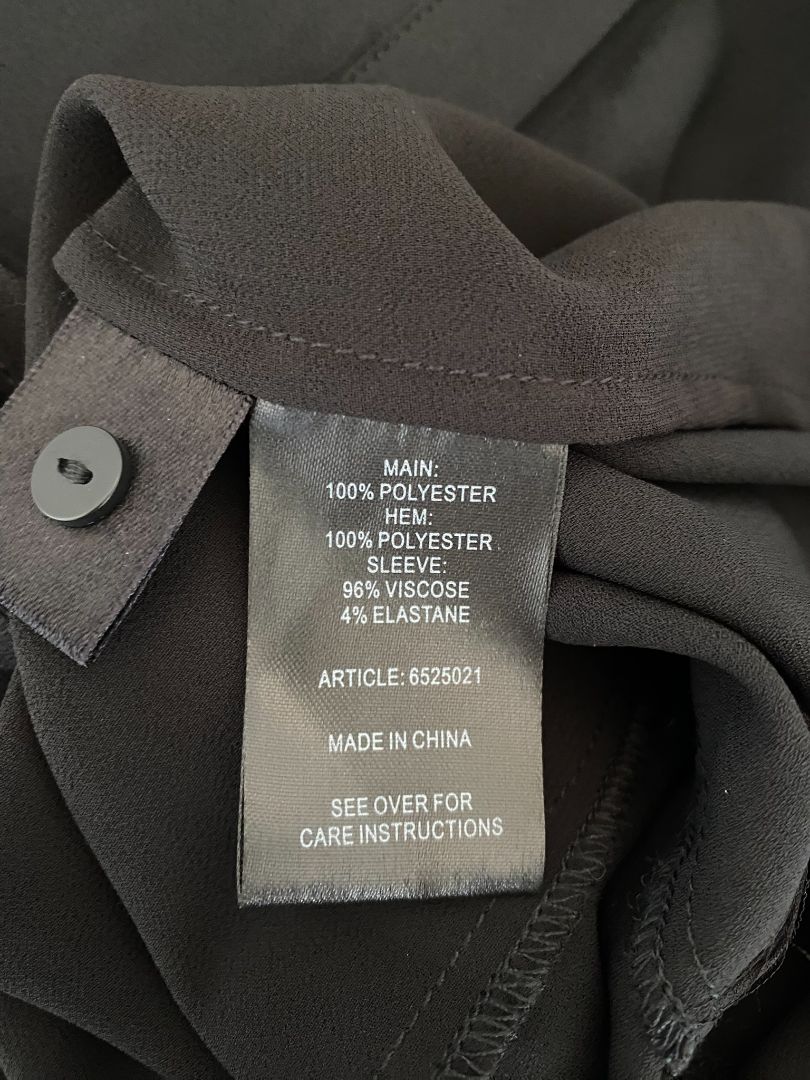 MAIN:
100% POLYESTER
HEM:
100% POLYESTER
SLEEVE:
96% VISCOSE
4% ELASTANE
ARTICLE: 6525021
MADE IN CHINA
SEE OVER FOR
CARE INSTRUCTIONS